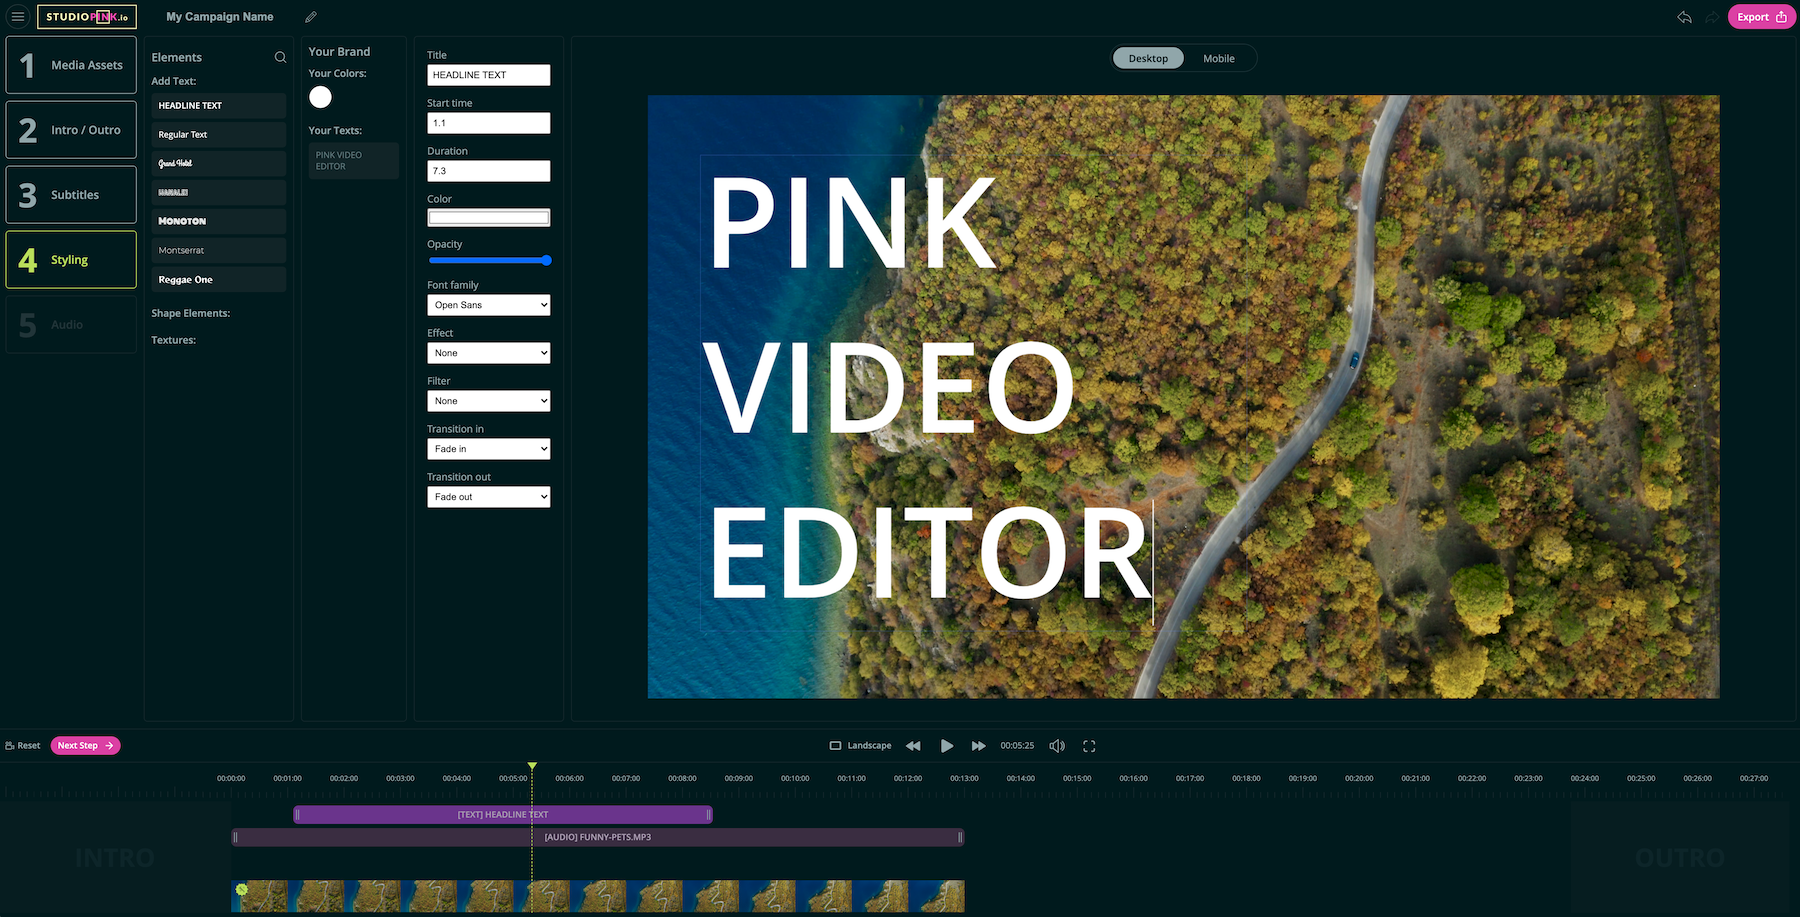 STUDIOPINK.io
My Campaign Name
Export
1 Media Assets
2 Intro / Outro
3 Subtitles
4 Styling
5 Audio
Elements
Add Text:
HEADLINE TEXT
Regular Text
Grand Hotel
HANALEI
MONOTON
Montserrat
Reggae One
Shape Elements:
Textures:
Your Brand
Your Colors:
Your Texts:
PINK VIDEO
EDITOR
Title
HEADLINE TEXT
Start time
1.1
Duration
7.3
Color
Opacity
Font family
Open Sans
Effect
None
Filter
None
Transition in
Fade in
Transition out
Fade out
Desktop Mobile
PINK
VIDEO
EDITOR
Reset Next Step Landscape 00:05:25
00:00:00 00:01:00 00:02:00 00:03:00 00:04:00 00:05:00 00:06:00 00:07:00 00:08:00 00:09:00 00:10:00 00:11:00 00:12:00 00:13:00 00:14:00 00:15:00 00:16:00 00:17:00 00:18:00 00:19:00 00:20:00 00:21:00 00:22:00 00:23:00 00:24:00 00:25:00 00:26:00 00:27:00
[TEXT] HEADLINE TEXT
[AUDIO] FUNNY-PETS.MP3
INTRO
OUTRO